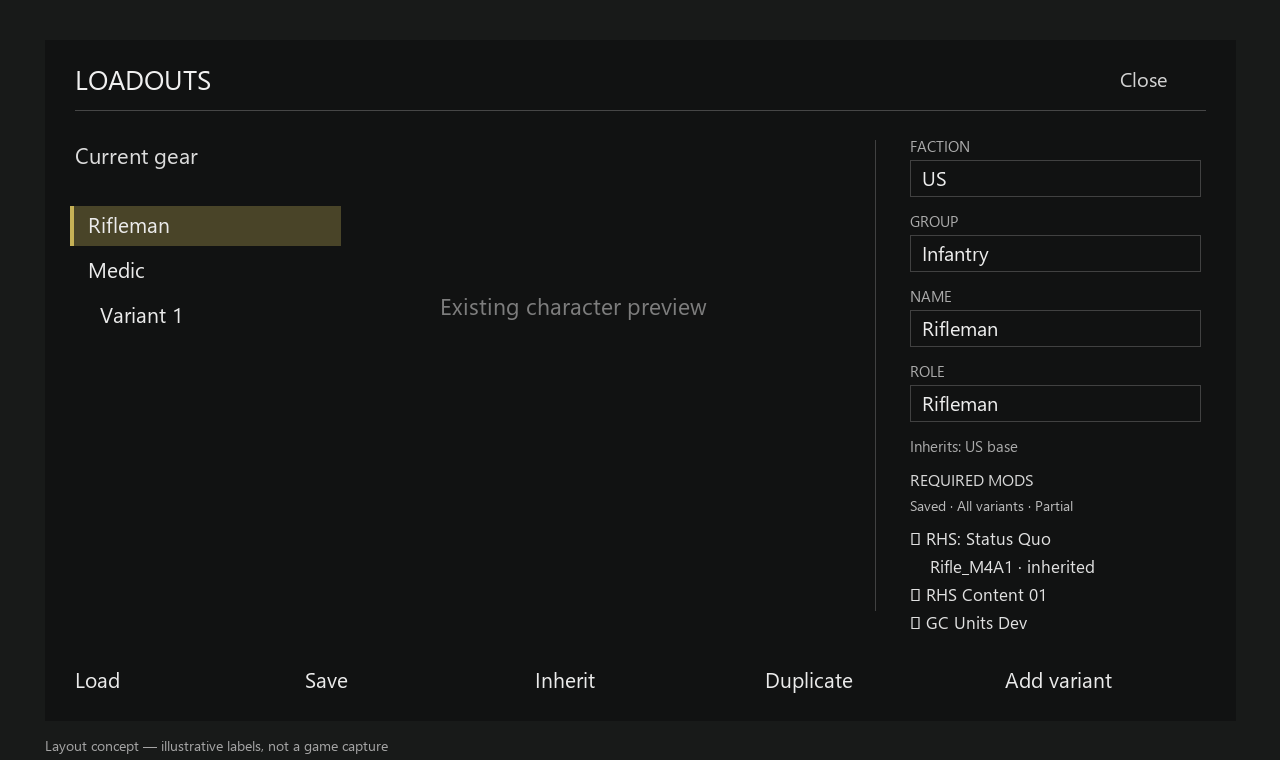 LOADOUTS
Close
Current gear
Rifleman
Medic
Variant 1
Existing character preview
FACTION
US
GROUP
Infantry
NAME
Rifleman
ROLE
Rifleman
Inherits: US base
REQUIRED MODS
Saved · All variants · Partial
RHS: Status Quo
Rifle_M4A1 · inherited
RHS Content 01
GC Units Dev
Load
Save
Inherit
Duplicate
Add variant
Layout concept — illustrative labels, not a game capture